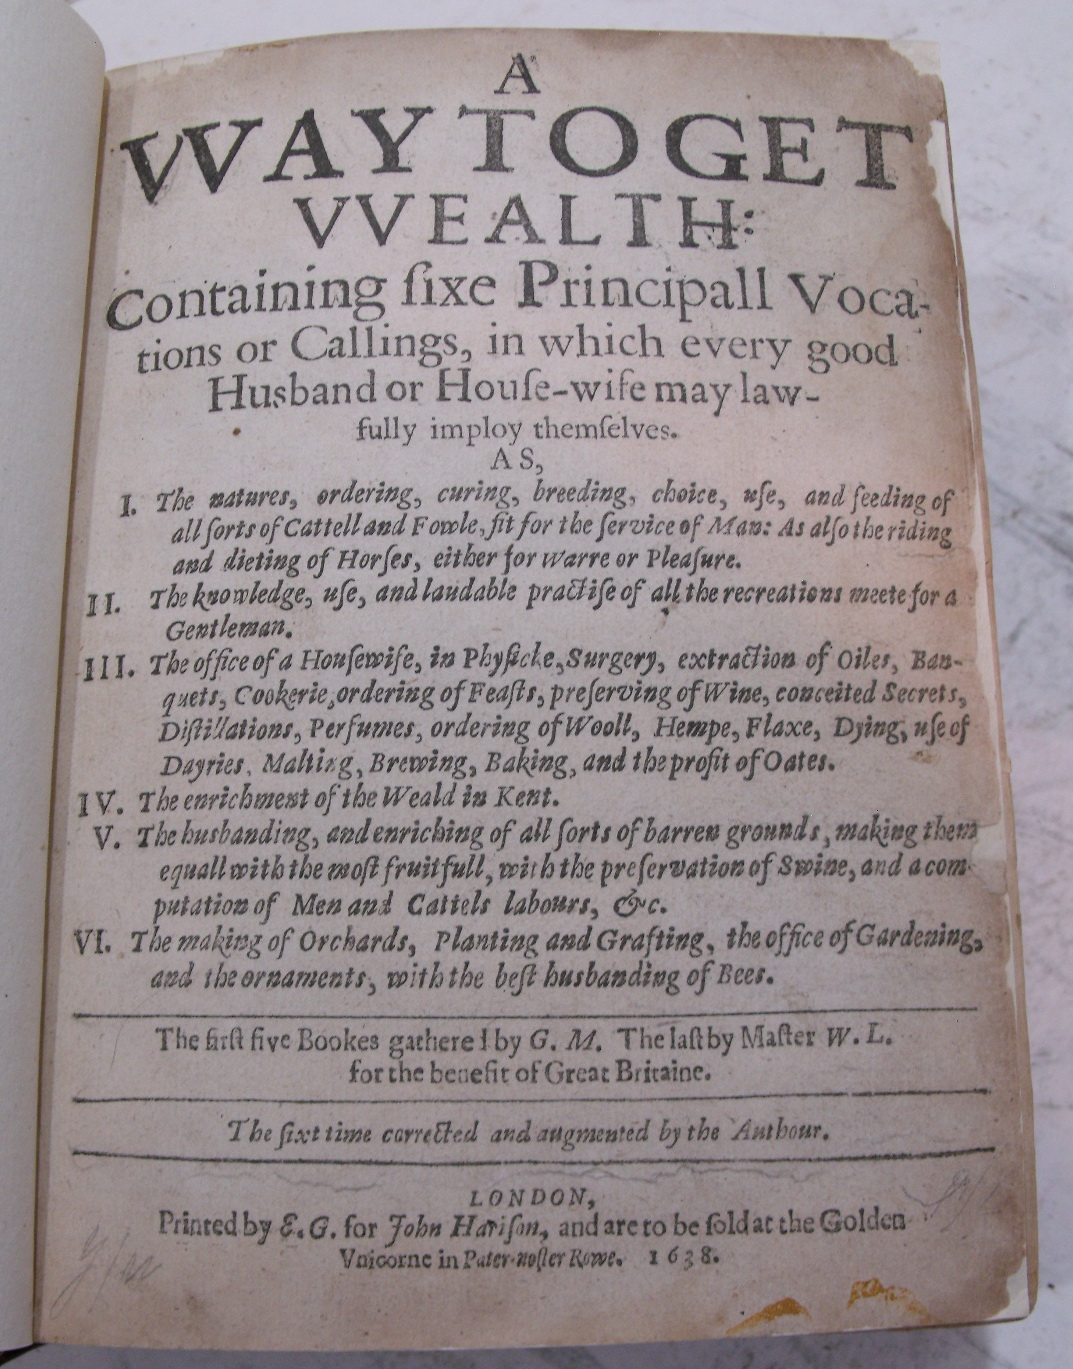 A
WAY TO GET
VVEALTH:
Containing ſixe Principall Voca-
tions or Callings, in which every good
Husband or Houſe-wife may law-
fully imploy themſelves.
AS,
I. The natures, ordering, curing, breeding, choice, uſe, and feeding of
all ſorts of Cattell and Fowle, fit for the ſervice of Man: As alſo the riding
and dieting of Horſes, either for Warre or Pleaſure.
II. The knowledge, uſe, and laudable practiſe of all the recreations meete for a
Gentleman.
III. The office of a Houſewife, in Phyſicke, Surgery, extraction of Oiles, Ban-
quets, Cookerie, ordering of Feaſts, preſerving of Wine, conceited Secrets,
Diſtillations, Perfumes, ordering of Wooll, Hempe, Flaxe, Dying, uſe of
Dayries, Malting, Brewing, Baking, and the profit of Oates.
IV. The enrichment of the Weald in Kent.
V. The husbanding, and enriching of all ſorts of barren grounds, making them
equall with the moſt fruitfull, with the preſervation of Swine, and a com-
putation of Men and Cattels labours, &c.
VI. The making of Orchards, Planting and Grafting, the office of Gardening,
and the ornaments, with the beſt husbanding of Bees.
The firſt five Bookes gathered by G. M. The laſt by Maſter W. L.
for the benefit of Great Britaine.
The ſixt time corrected and augmented by the Authour.
LONDON,
Printed by E. G. for John Hariſon, and are to be ſold at the Golden
Vnicorne in Pater-noſter Rowe. 1638.